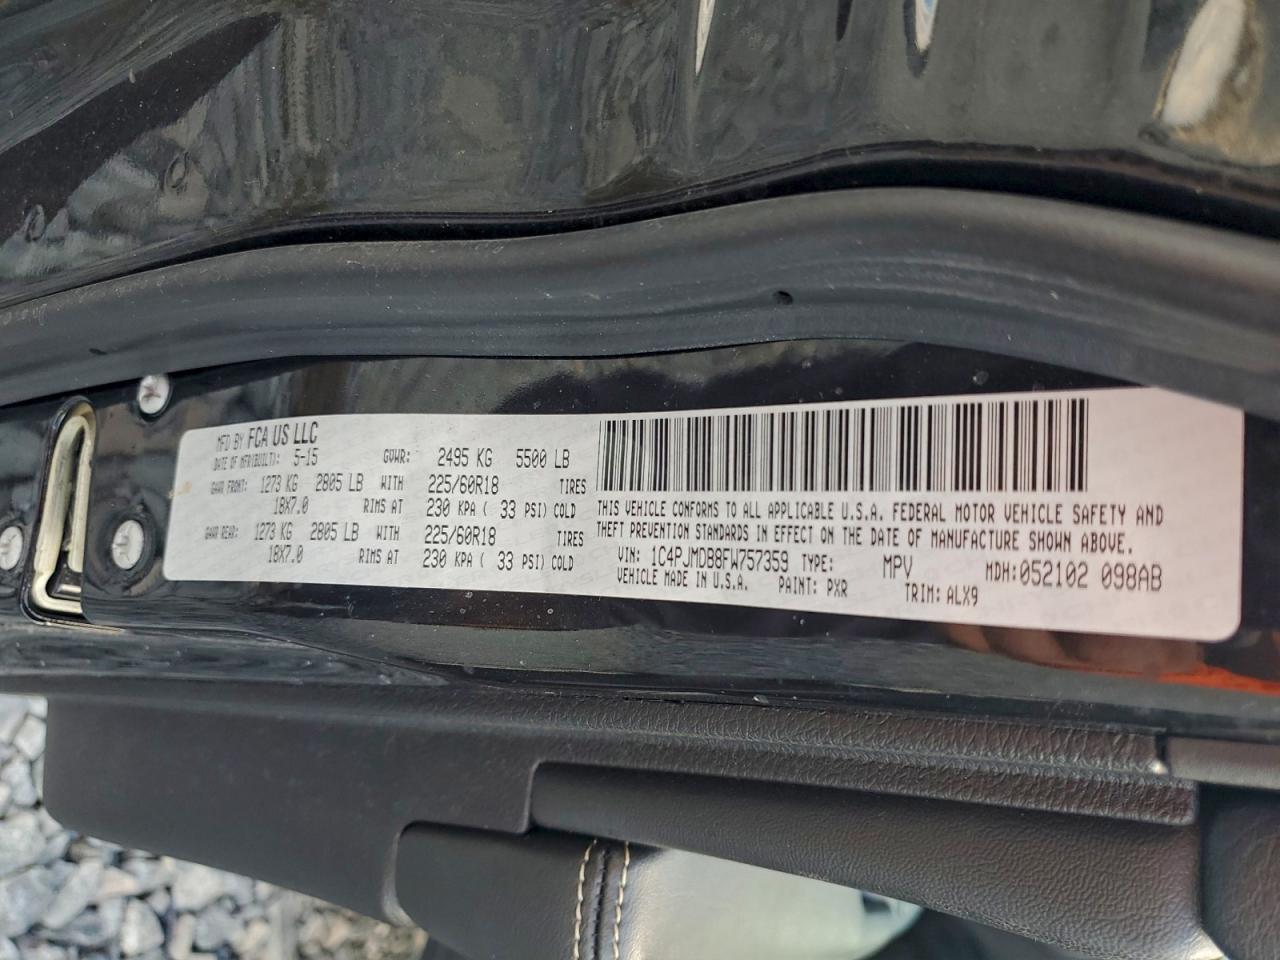 MFD BY FCA US LLC
DATE OF MFR(BUILT): 5-15 GVWR: 2495 KG 5500 LB
GAWR FRONT: 1273 KG 2805 LB WITH 225/60R18 TIRES
18X7.0 RIMS AT 230 KPA ( 33 PSI) COLD
GAWR REAR: 1273 KG 2805 LB WITH 225/60R18 TIRES
18X7.0 RIMS AT 230 KPA ( 33 PSI) COLD
THIS VEHICLE CONFORMS TO ALL APPLICABLE U.S.A. FEDERAL MOTOR VEHICLE SAFETY AND
THEFT PREVENTION STANDARDS IN EFFECT ON THE DATE OF MANUFACTURE SHOWN ABOVE.
VIN: 1C4PJMDB8FW757359 TYPE: MPV MDH:052102 098AB
VEHICLE MADE IN U.S.A. PAINT: PXR TRIM: ALX9